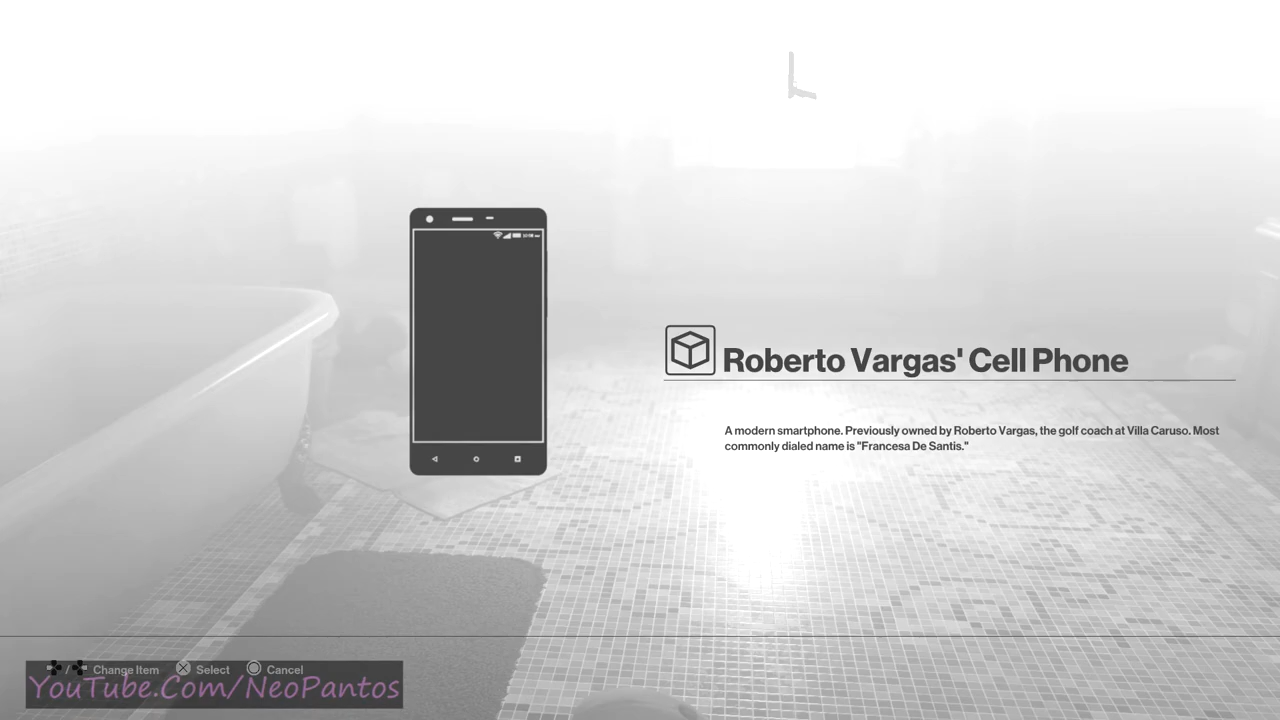 Roberto Vargas' Cell Phone
A modern smartphone. Previously owned by Roberto Vargas, the golf coach at Villa Caruso. Most
commonly dialed name is "Francesa De Santis."
/ Change Item Select Cancel
YouTube.Com/NeoPantos